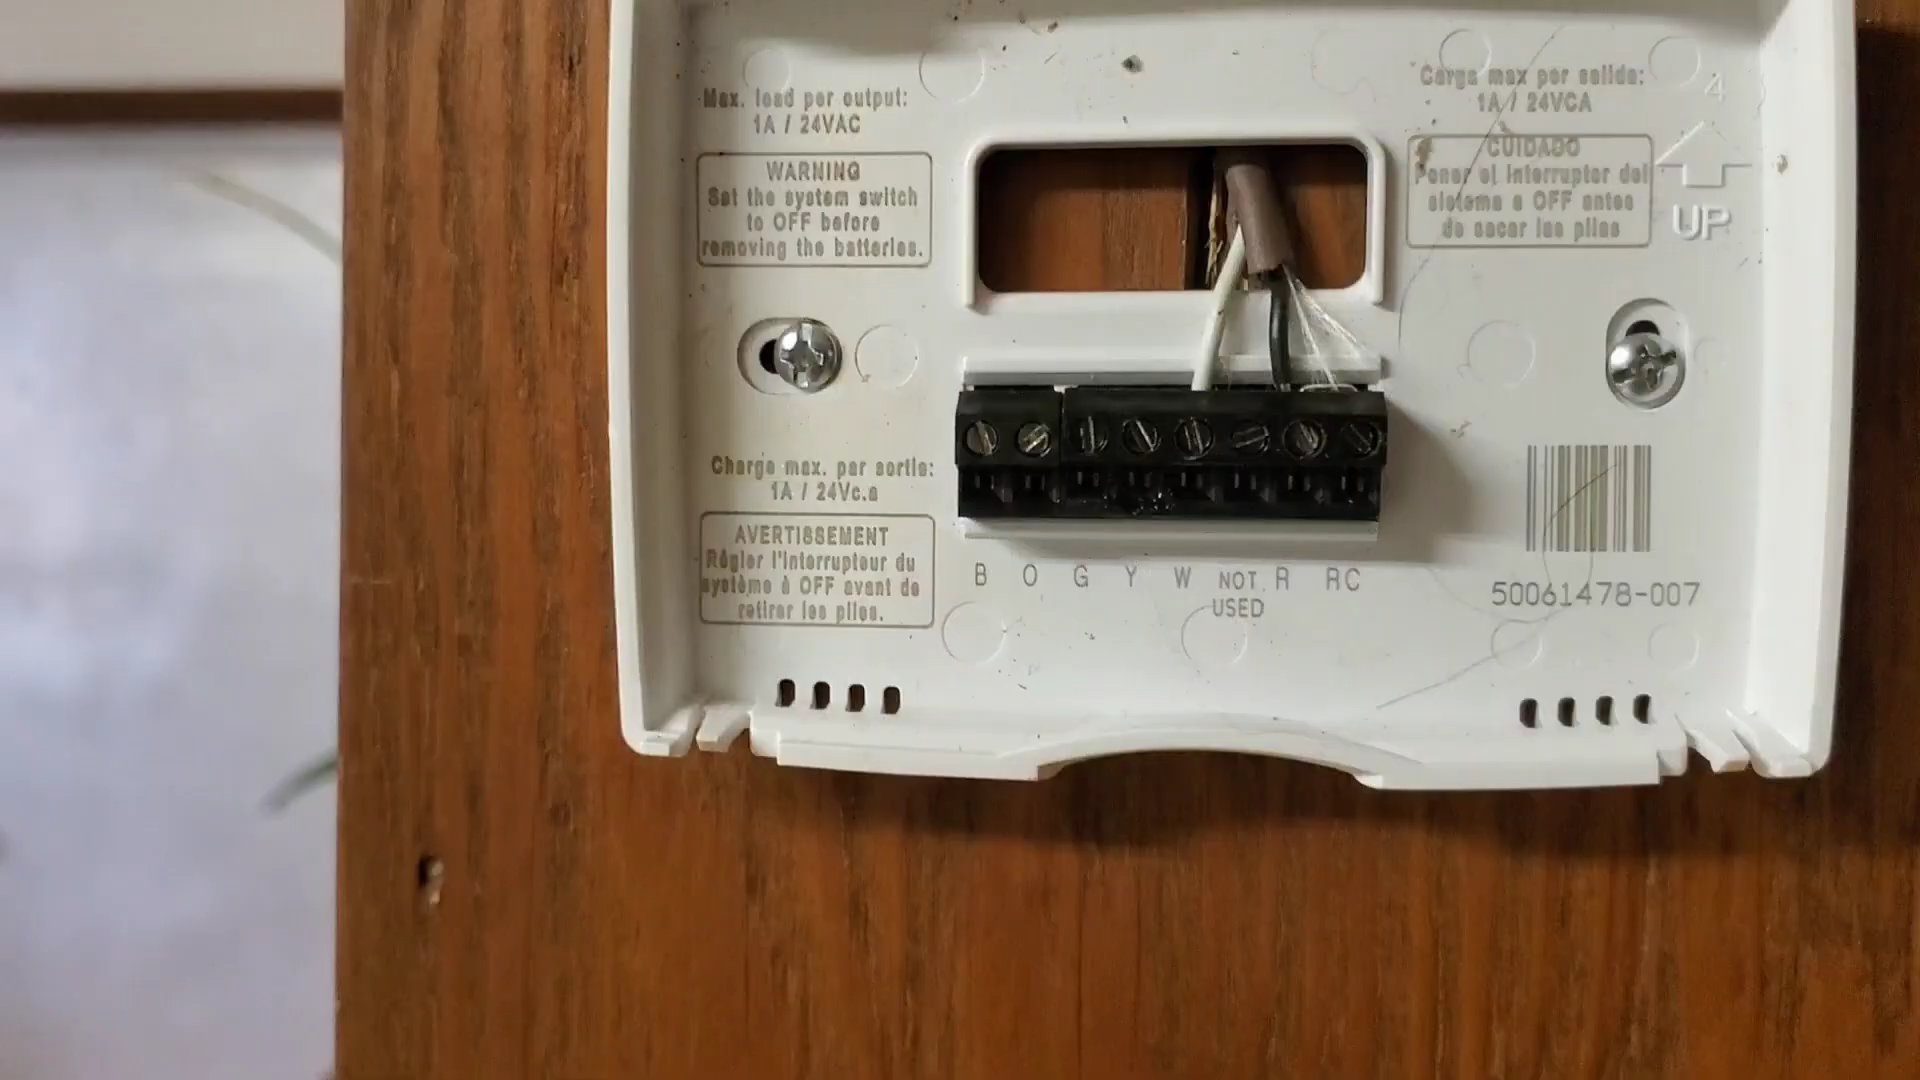 Max. load per output:
1A / 24VAC
WARNING
Set the system switch
to OFF before
removing the batteries.
Carga max por salida:
1A / 24VCA
CUIDADO
Poner el interruptor del
sistema a OFF antes
de sacar las pilas
4
UP
Charge max. par sortie:
1A / 24Vc.a
AVERTISSEMENT
Régler l'interrupteur du
système à OFF avant de
retirer les piles.
B O G Y W NOT USED R RC
50061478-007